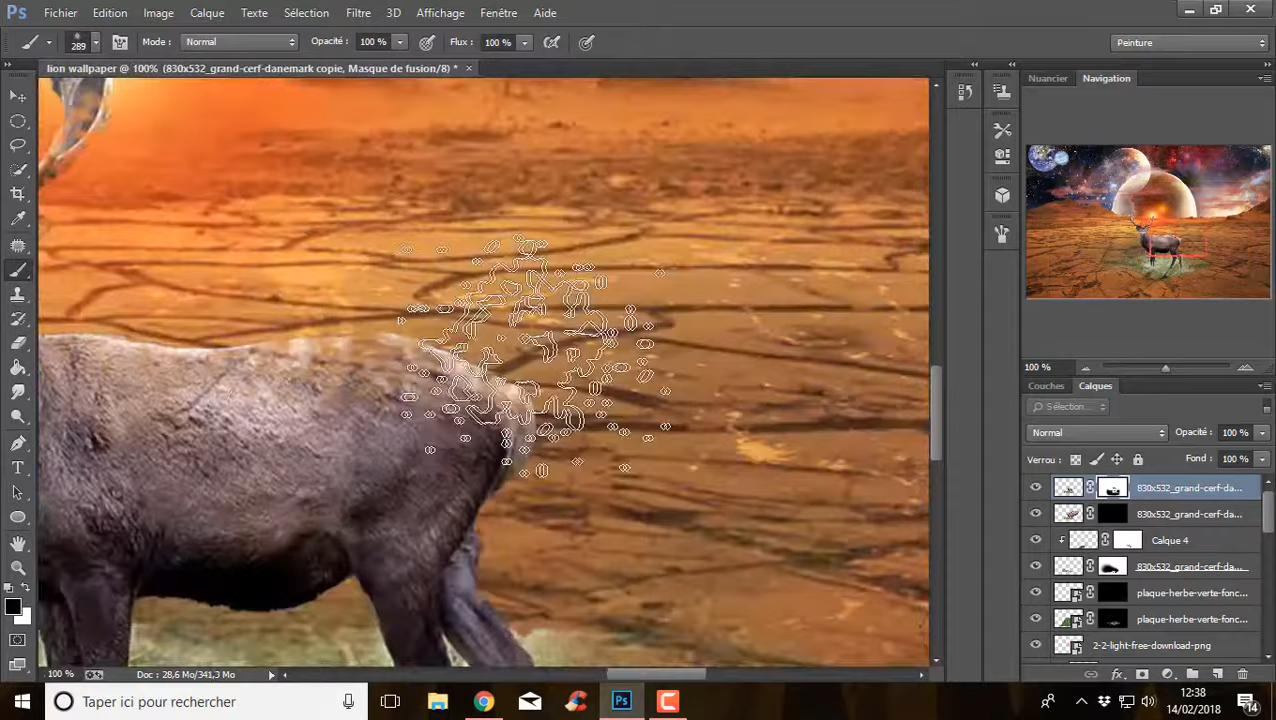 Ps Fichier Edition Image Calque Texte Sélection Filtre 3D Affichage Fenêtre Aide
289 Mode : Normal Opacité : 100 % Flux : 100 % Peinture
lion wallpaper @ 100% (830x532_grand-cerf-danemark copie, Masque de fusion/8) * ×
Nuancier Navigation
100 %
Couches Calques
Sélection...
Normal Opacité : 100 %
Verrou : Fond : 100 %
830x532_grand-cerf-da...
830x532_grand-cerf-da...
Calque 4
830x532_grand-cerf-da...
plaque-herbe-verte-fonc...
plaque-herbe-verte-fonc...
2-2-light-free-download-png
100 % Doc : 28,6 Mo/341,3 Mo
Taper ici pour rechercher
Ps
12:38
14/02/2018
14